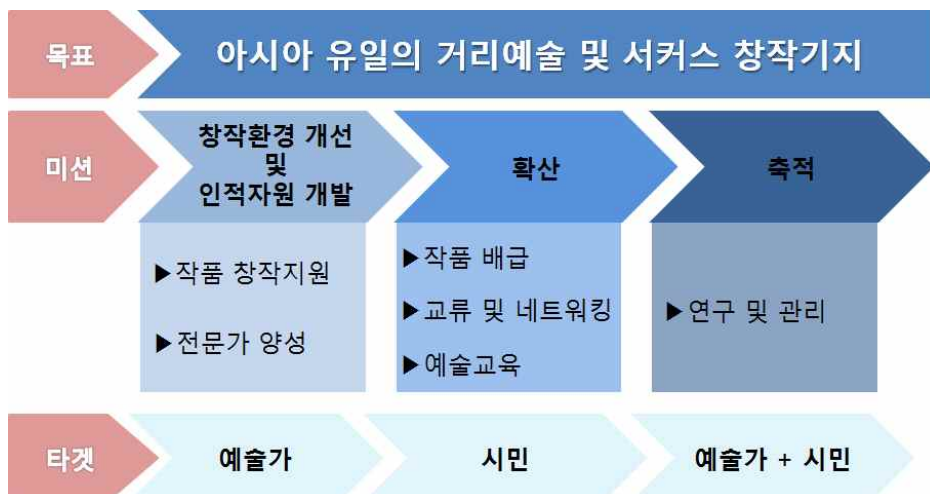 목표
아시아 유일의 거리예술 및 서커스 창작기지
미션
창작환경 개선
및
인적자원 개발
▶작품 창작지원
▶전문가 양성
확산
▶작품 배급
▶교류 및 네트워킹
▶예술교육
축적
▶연구 및 관리
타겟
예술가
시민
예술가 + 시민